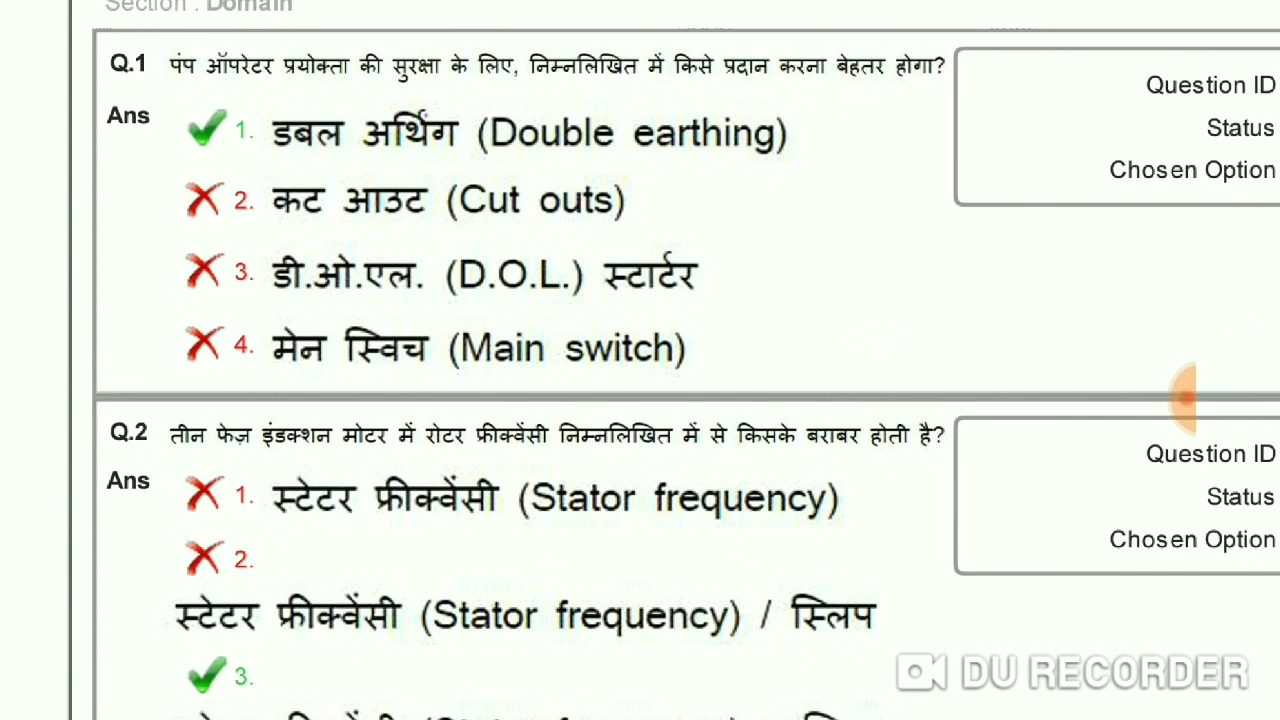 Section : Domain
Q.1 पंप ऑपरेटर प्रयोक्ता की सुरक्षा के लिए, निम्नलिखित में किसे प्रदान करना बेहतर होगा?
Question ID
Status
Chosen Option
Ans
1. डबल अर्थिंग (Double earthing)
2. कट आउट (Cut outs)
3. डी.ओ.एल. (D.O.L.) स्टार्टर
4. मेन स्विच (Main switch)
Q.2 तीन फेज़ इंडक्शन मोटर में रोटर फ्रीक्वेंसी निम्नलिखित में से किसके बराबर होती है?
Question ID
Status
Chosen Option
Ans
1. स्टेटर फ्रीक्वेंसी (Stator frequency)
2.
स्टेटर फ्रीक्वेंसी (Stator frequency) / स्लिप
3.
DU RECORDER